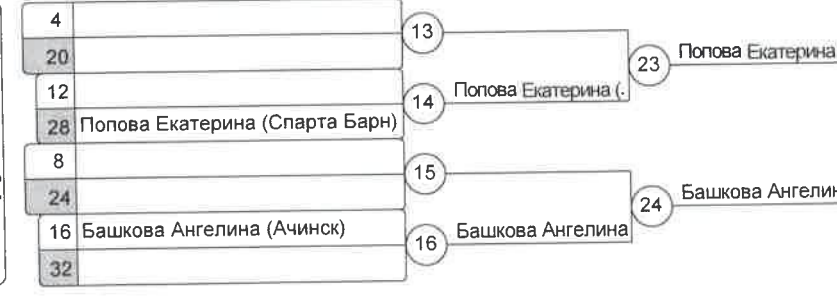 4
20
13
23 Попова Екатерина
12
14 Попова Екатерина (.
28 Попова Екатерина (Спарта Барн)
8
15
24
24 Башкова Ангелин
16 Башкова Ангелина (Ачинск)
16 Башкова Ангелина
32